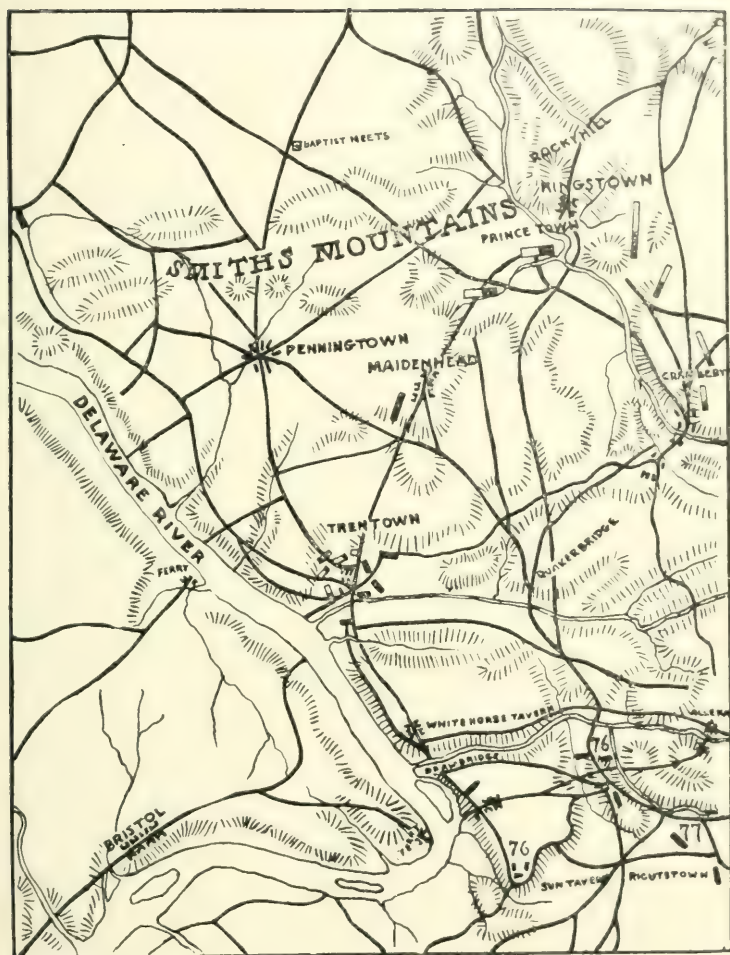 BAPTIST MEETS
ROCKY HILL
KINGSTOWN
SMITHS MOUNTAINS
PRINCE TOWN
PENNINGTOWN
MAIDENHEAD
DELAWARE RIVER
TRENTOWN
FERRY
QUAKERBRIDGE
WHITE HORSE TAVERN
DRAWBRIDGE
76
77
76
BRISTOL
SUN TAVERN